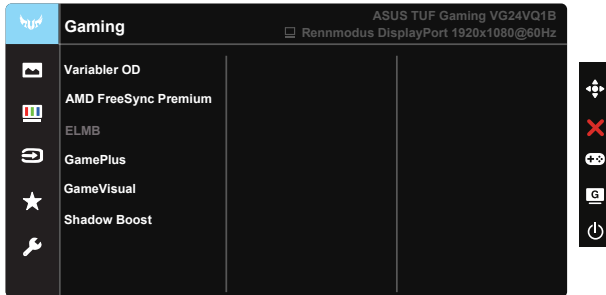 Gaming
ASUS TUF Gaming VG24VQ1B
Rennmodus DisplayPort 1920x1080@60Hz
Variabler OD
AMD FreeSync Premium
ELMB
GamePlus
GameVisual
Shadow Boost
G